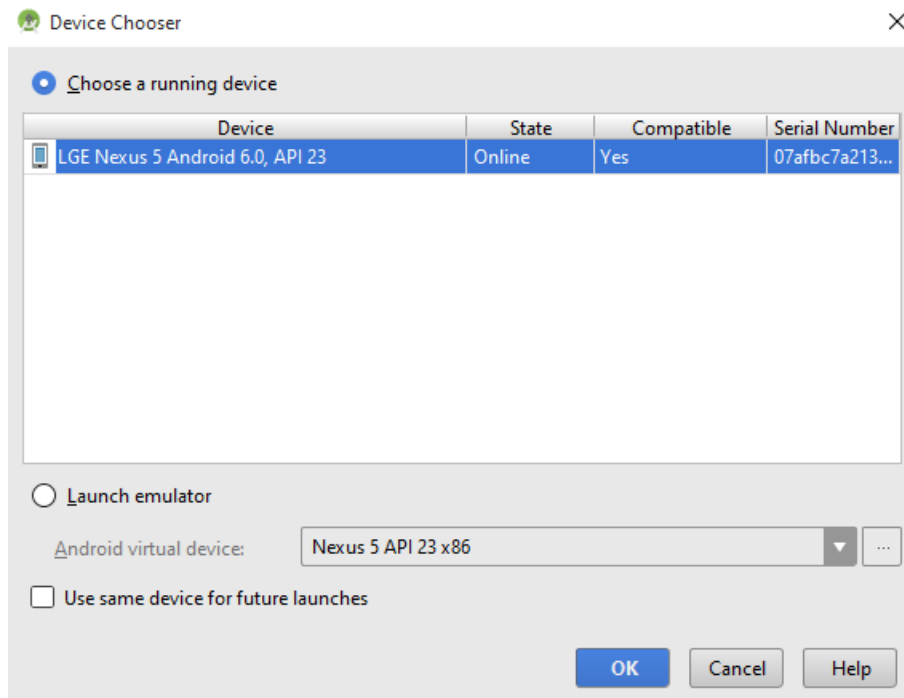 Device Chooser
Choose a running device
Device State Compatible Serial Number
LGE Nexus 5 Android 6.0, API 23 Online Yes 07afbc7a213...
Launch emulator
Android virtual device: Nexus 5 API 23 x86 ...
Use same device for future launches
OK Cancel Help